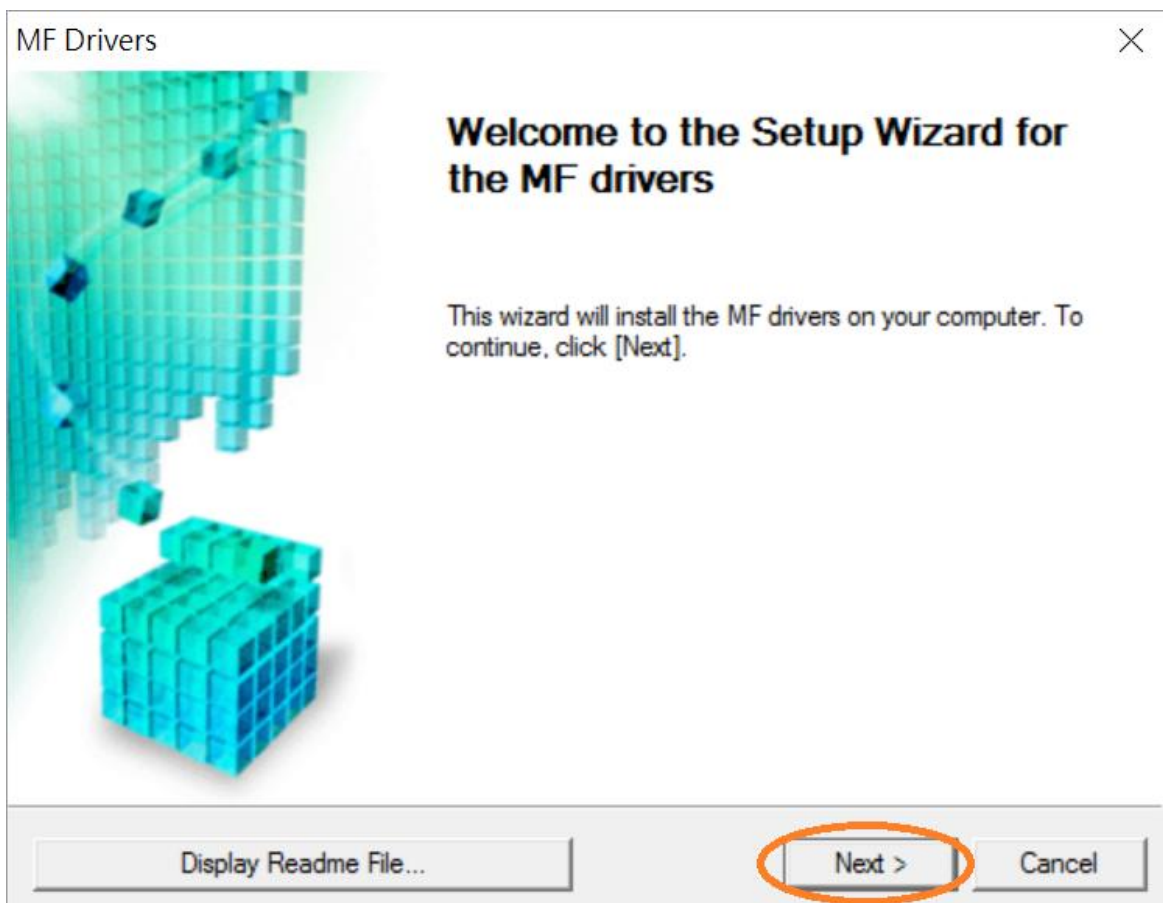 MF Drivers
Welcome to the Setup Wizard for
the MF drivers
This wizard will install the MF drivers on your computer. To
continue, click [Next].
Display Readme File...
Next >
Cancel